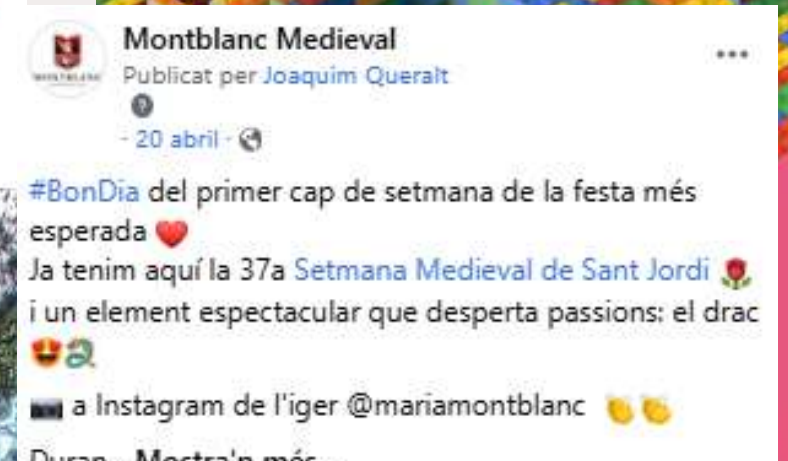 Montblanc Medieval
Publicat per Joaquim Queralt
- 20 abril ·
#BonDia del primer cap de setmana de la festa més
esperada ❤️
Ja tenim aquí la 37a Setmana Medieval de Sant Jordi 🌹
i un element espectacular que desperta passions: el drac
😍🐉
📷 a Instagram de l'iger @mariamontblanc 👏👏
Duran... Mostra'n més